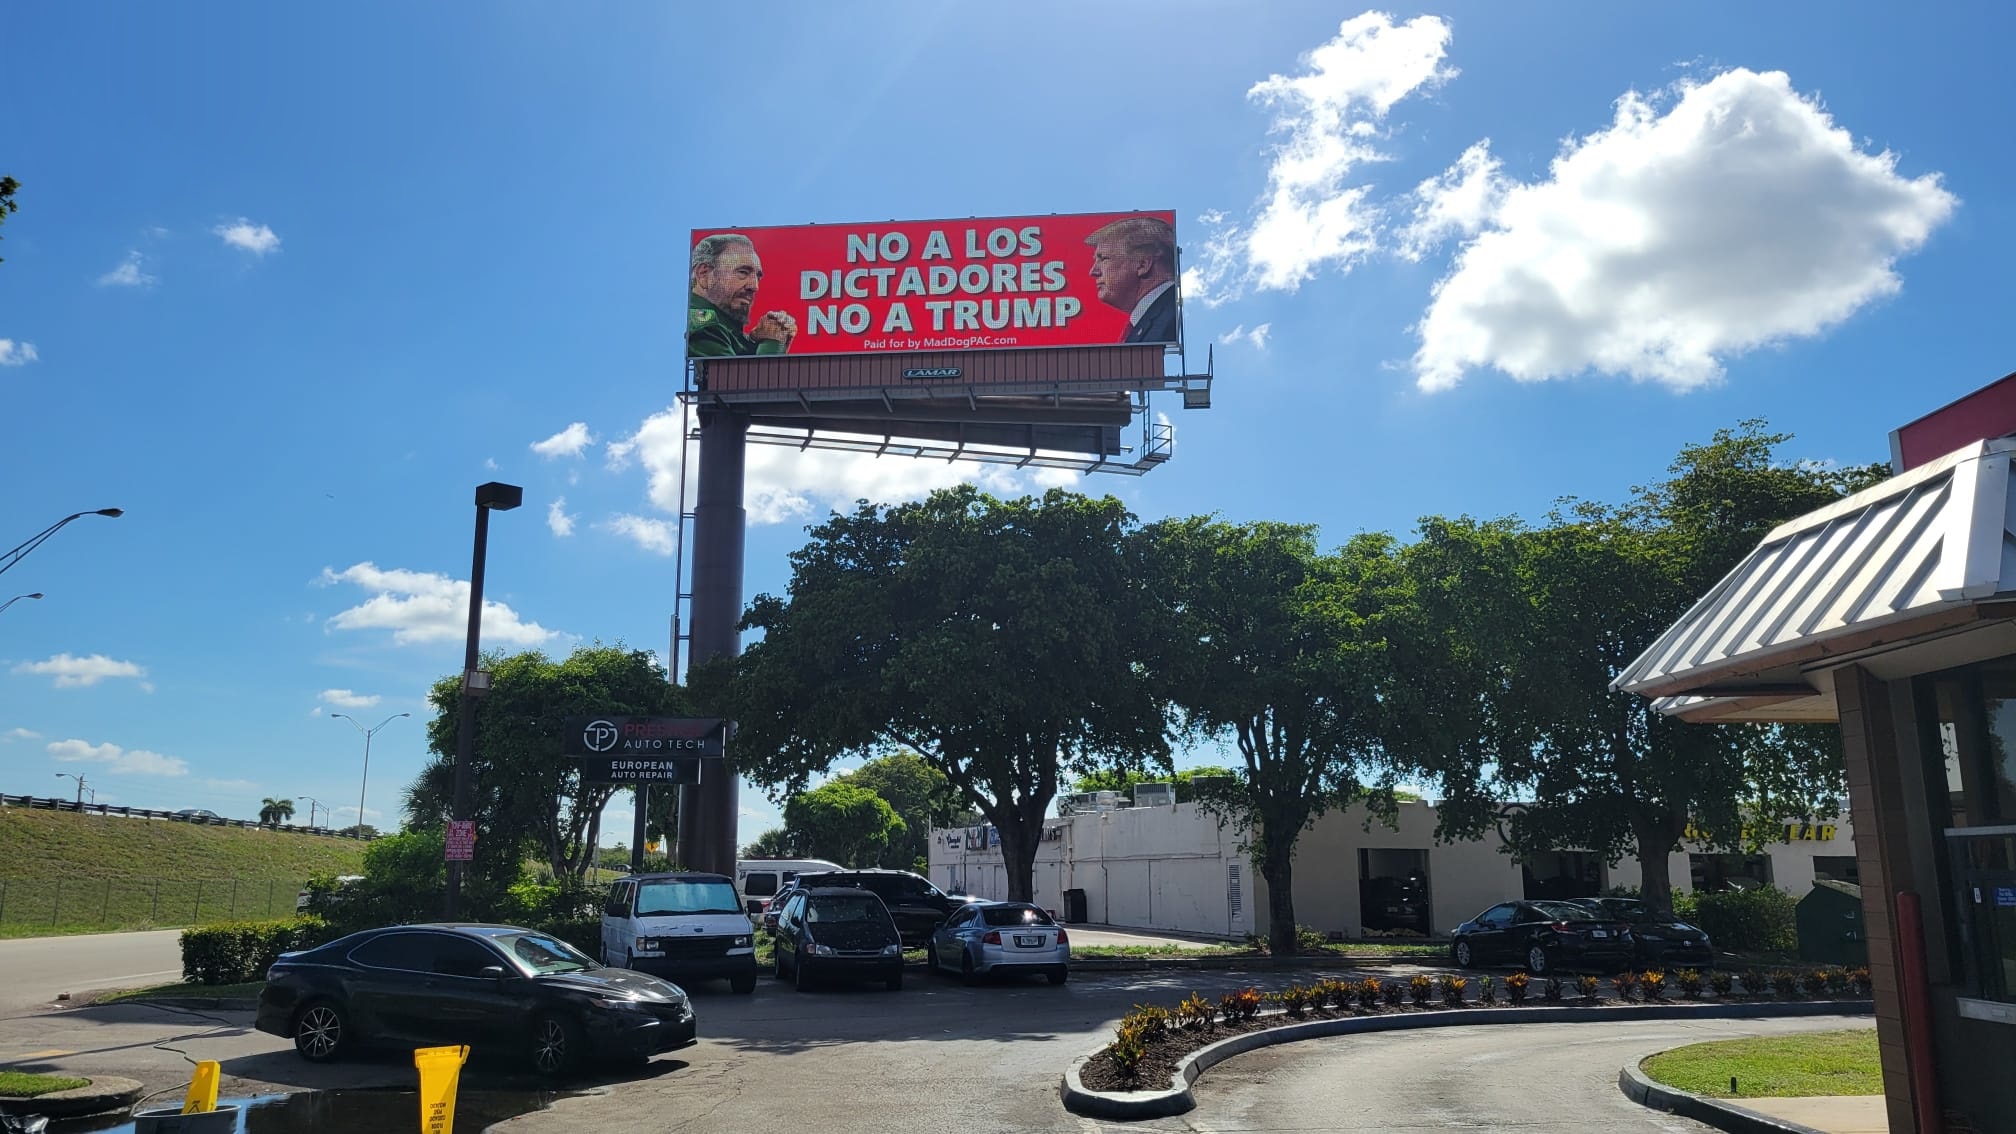 NO A LOS
DICTADORES
NO A TRUMP
Paid for by MadDogPAC.com
LAMAR
AUTO TECH
EUROPEAN
AUTO REPAIR